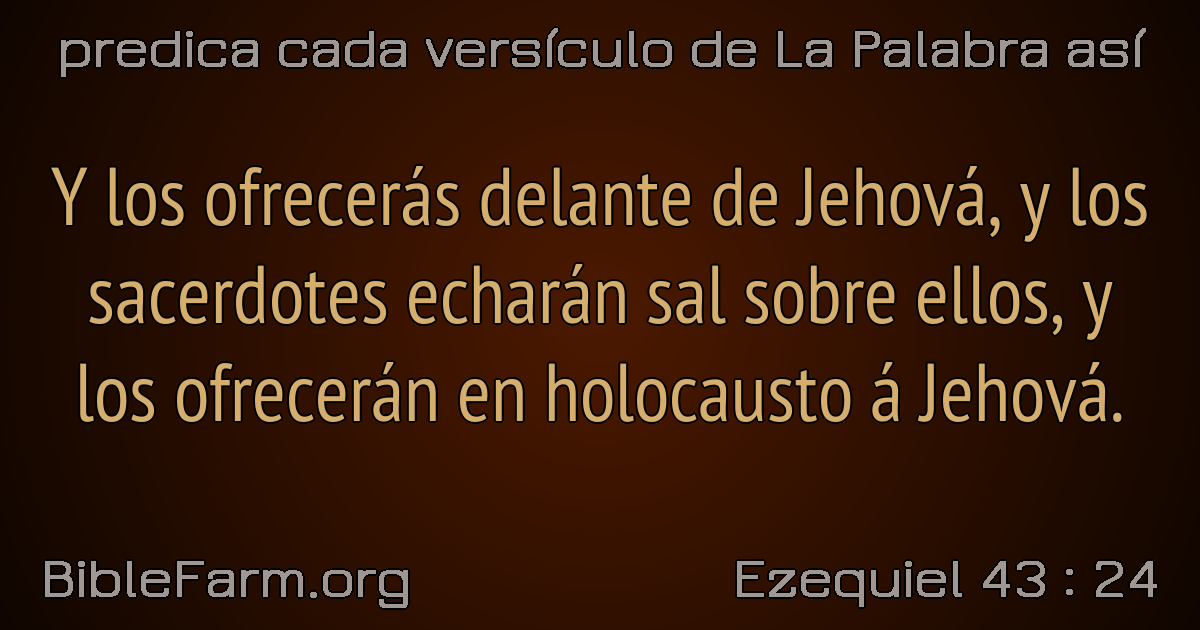 predica cada versículo de La Palabra así
Y los ofrecerás delante de Jehová, y los
sacerdotes echarán sal sobre ellos, y
los ofrecerán en holocausto á Jehová.
BibleFarm.org
Ezequiel 43 : 24